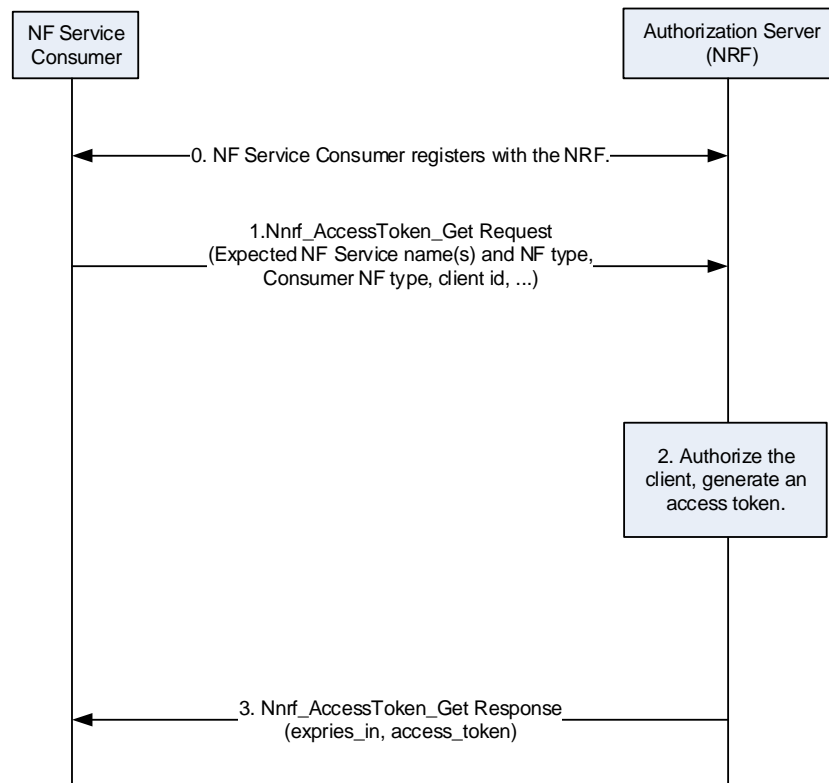 NF Service
Consumer
Authorization Server
(NRF)
0. NF Service Consumer registers with the NRF.
1.Nnrf_AccessToken_Get Request
(Expected NF Service name(s) and NF type,
Consumer NF type, client id, ...)
2. Authorize the
client, generate an
access token.
3. Nnrf_AccessToken_Get Response
(expries_in, access_token)